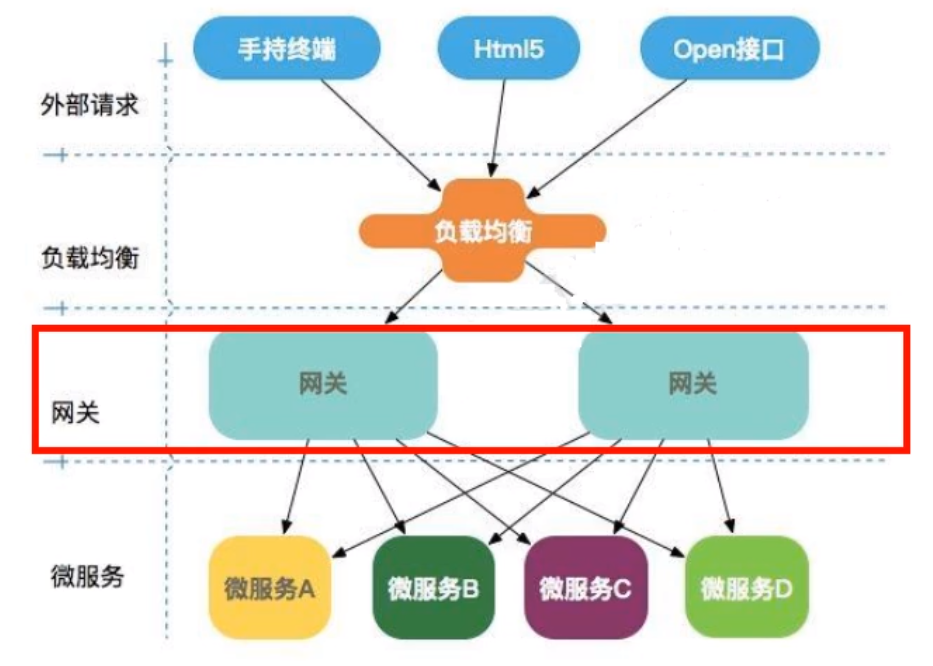 手持终端
Html5
Open接口
外部请求
负载均衡
负载均衡
网关
网关
网关
微服务
微服务A
微服务B
微服务C
微服务D